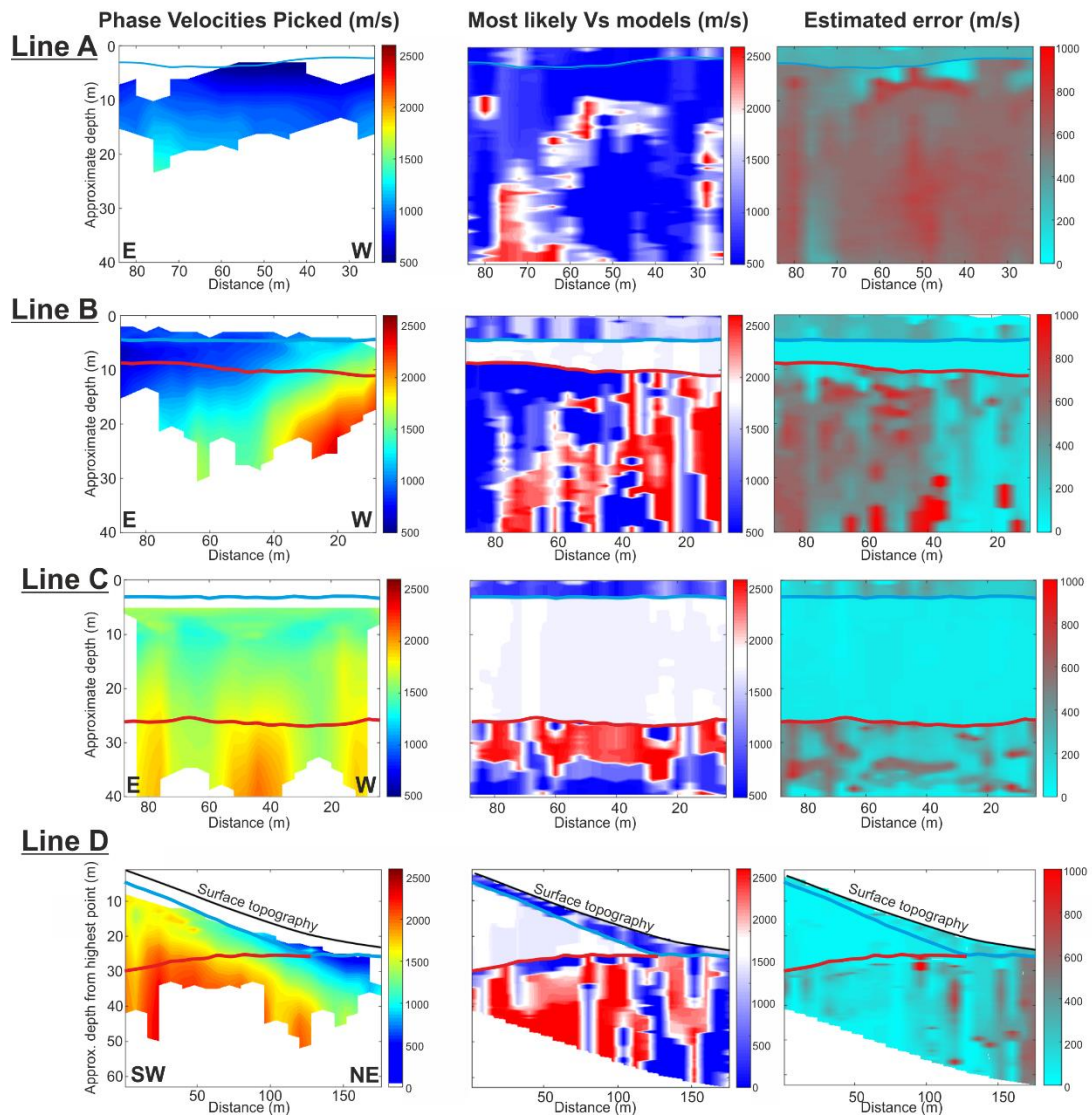 Phase Velocities Picked (m/s)
Most likely Vs models (m/s)
Estimated error (m/s)
Line A
0
10
20
30
40
Approximate depth (m)
E
W
80 70 60 50 40 30
Distance (m)
2500
2000
1500
1000
500
80 70 60 50 40 30
Distance (m)
2500
2000
1500
1000
500
80 70 60 50 40 30
Distance (m)
1000
800
600
400
200
0
Line B
0
10
20
30
40
Approximate depth (m)
E
W
80 60 40 20
Distance (m)
2500
2000
1500
1000
500
80 60 40 20
Distance (m)
2500
2000
1500
1000
500
80 60 40 20
Distance (m)
1000
800
600
400
200
0
Line C
0
10
20
30
40
Approximate depth (m)
E
W
80 60 40 20
Distance (m)
2500
2000
1500
1000
500
80 60 40 20
Distance (m)
2500
2000
1500
1000
500
80 60 40 20
Distance (m)
1000
800
600
400
200
0
Line D
0
10
20
30
40
50
60
Approx. depth from highest point (m)
Surface topography
SW
NE
50 100 150
Distance (m)
2500
2000
1500
1000
500
0
Surface topography
50 100 150
Distance (m)
2500
2000
1500
1000
500
0
Surface topography
50 100 150
Distance (m)
1000
800
600
400
200
0